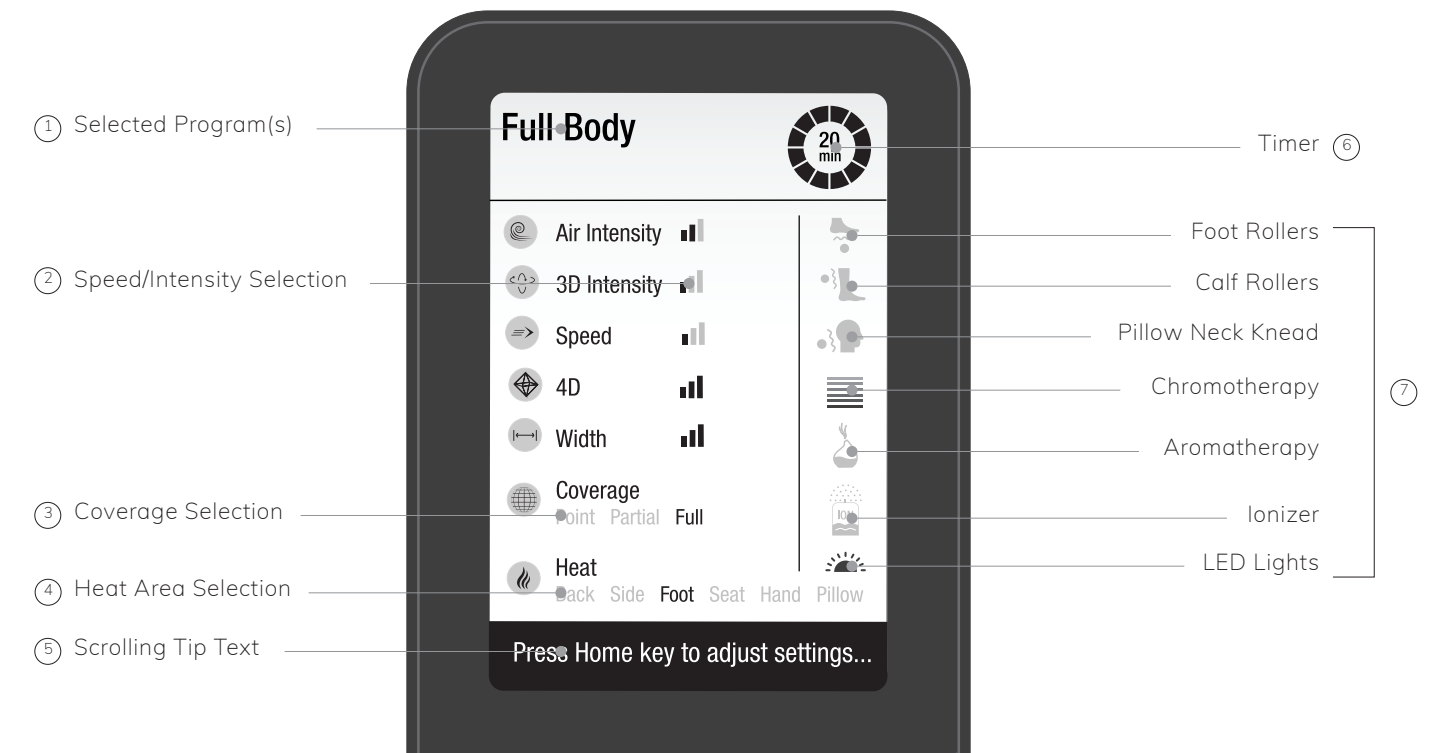 1 Selected Program(s)
2 Speed/Intensity Selection
3 Coverage Selection
4 Heat Area Selection
5 Scrolling Tip Text
Full Body
20
min
Air Intensity
3D Intensity
Speed
4D
Width
Coverage
Point Partial Full
Heat
Back Side Foot Seat Hand Pillow
Press Home key to adjust settings...
ION
Timer 6
Foot Rollers
Calf Rollers
Pillow Neck Knead
Chromotherapy
7
Aromatherapy
Ionizer
LED Lights